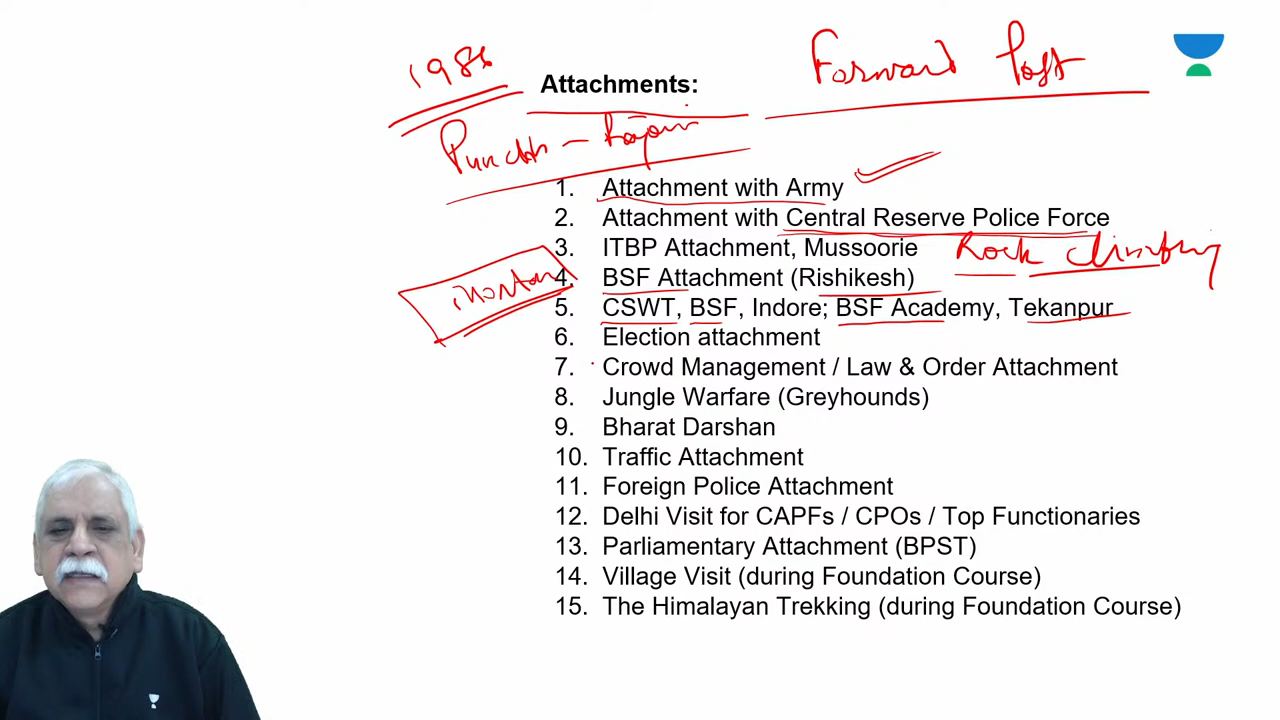 1986
Forward Post
Attachments:
Punchh - Rajouri
1. Attachment with Army
2. Attachment with Central Reserve Police Force
3. ITBP Attachment, Mussoorie
Rock climbing
4. BSF Attachment (Rishikesh)
5. CSWT, BSF, Indore; BSF Academy, Tekanpur
6. Election attachment
7. Crowd Management / Law & Order Attachment
8. Jungle Warfare (Greyhounds)
9. Bharat Darshan
10. Traffic Attachment
11. Foreign Police Attachment
12. Delhi Visit for CAPFs / CPOs / Top Functionaries
13. Parliamentary Attachment (BPST)
14. Village Visit (during Foundation Course)
15. The Himalayan Trekking (during Foundation Course)